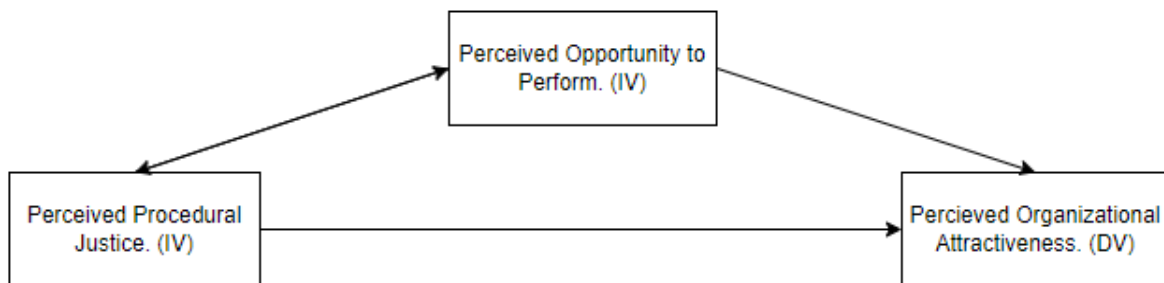 Perceived Opportunity to
Perform. (IV)
Perceived Procedural
Justice. (IV)
Percieved Organizational
Attractiveness. (DV)